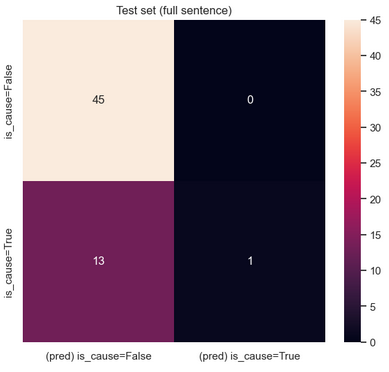 Test set (full sentence)
is_cause=False
45
0
is_cause=True
13
1
(pred) is_cause=False
(pred) is_cause=True
45
40
35
30
25
20
15
10
5
0